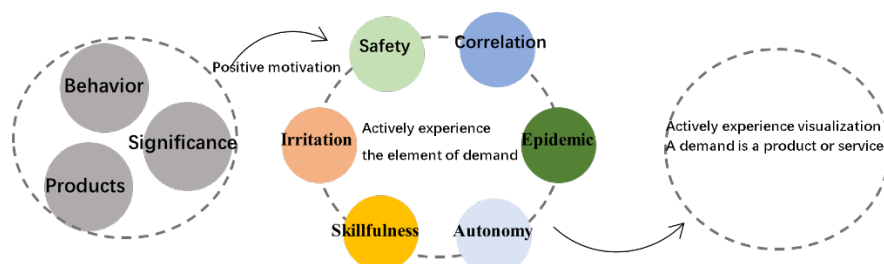 Behavior
Significance
Products
Positive motivation
Safety
Correlation
Irritation
Actively experience
the element of demand
Epidemic
Skillfulness
Autonomy
Actively experience visualization
A demand is a product or service